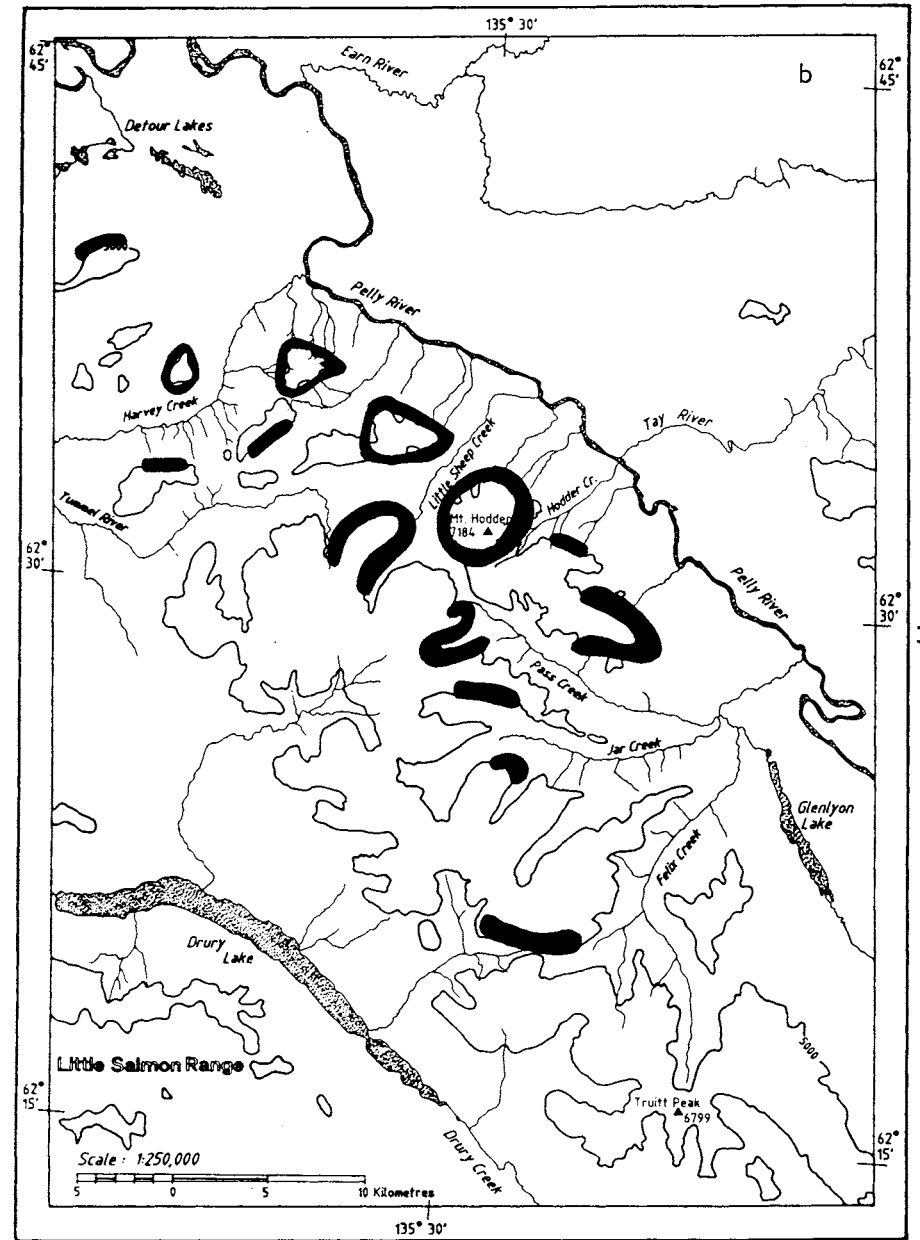 135° 30'
62°
45'
Earn River
b
62
45'
Detour Lakes
5000
Pelly River
Harvey Creek
Little Sheep Creek
Tay River
Tummel River
Hodder Cr.
Mt. Hodder
7184
62°
30'
Pelly River
62°
30'
Pass Creek
Jar Creek
Glenlyon
Lake
Felix Creek
Drury
Lake
5000
Little Salmon Range
62°
15'
Truitt Peak
6799
Drury Creek
62°
15'
Scale : 1:250,000
5 0 5 10 Kilometres
135° 30'